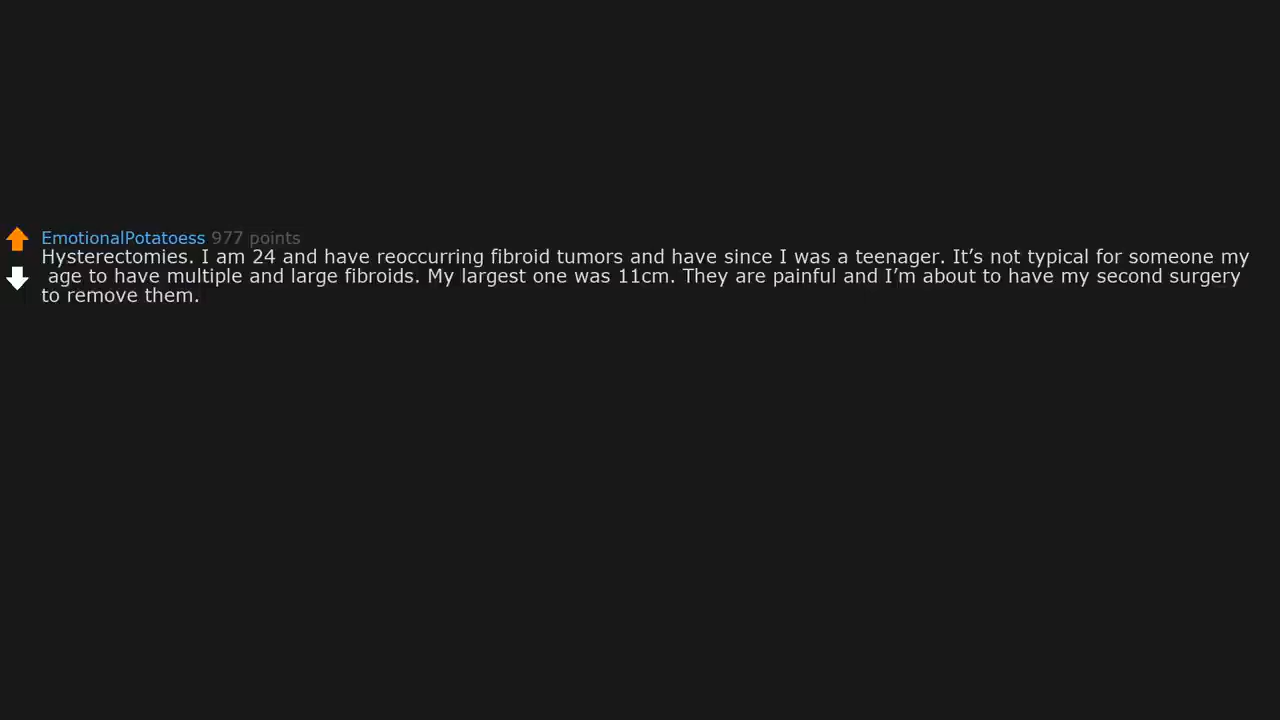 EmotionalPotatoess 977 points
Hysterectomies. I am 24 and have reoccurring fibroid tumors and have since I was a teenager. It’s not typical for someone my
age to have multiple and large fibroids. My largest one was 11cm. They are painful and I’m about to have my second surgery
to remove them.